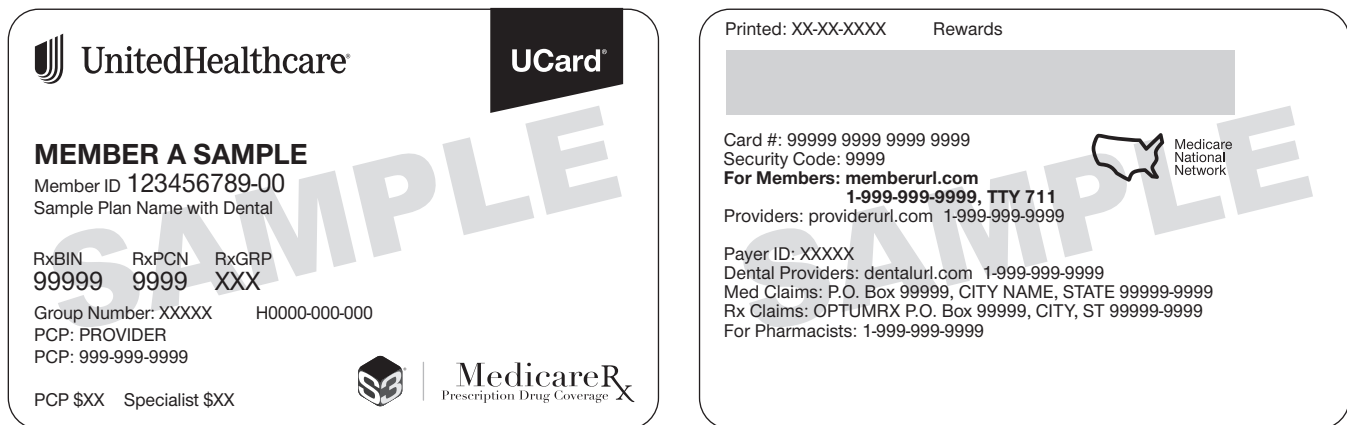 UnitedHealthcare®
UCard®
SAMPLE
MEMBER A SAMPLE
Member ID 123456789-00
Sample Plan Name with Dental
RxBIN RxPCN RxGRP
99999 9999 XXX
Group Number: XXXXX H0000-000-000
PCP: PROVIDER
PCP: 999-999-9999
PCP $XX Specialist $XX
S3
MedicareRx
Prescription Drug Coverage
Printed: XX-XX-XXXX Rewards
SAMPLE
Card #: 99999 9999 9999 9999
Security Code: 9999
For Members: memberurl.com
1-999-999-9999, TTY 711
Providers: providerurl.com 1-999-999-9999
Medicare
National
Network
Payer ID: XXXXX
Dental Providers: dentalurl.com 1-999-999-9999
Med Claims: P.O. Box 99999, CITY NAME, STATE 99999-9999
Rx Claims: OPTUMRX P.O. Box 99999, CITY, ST 99999-9999
For Pharmacists: 1-999-999-9999